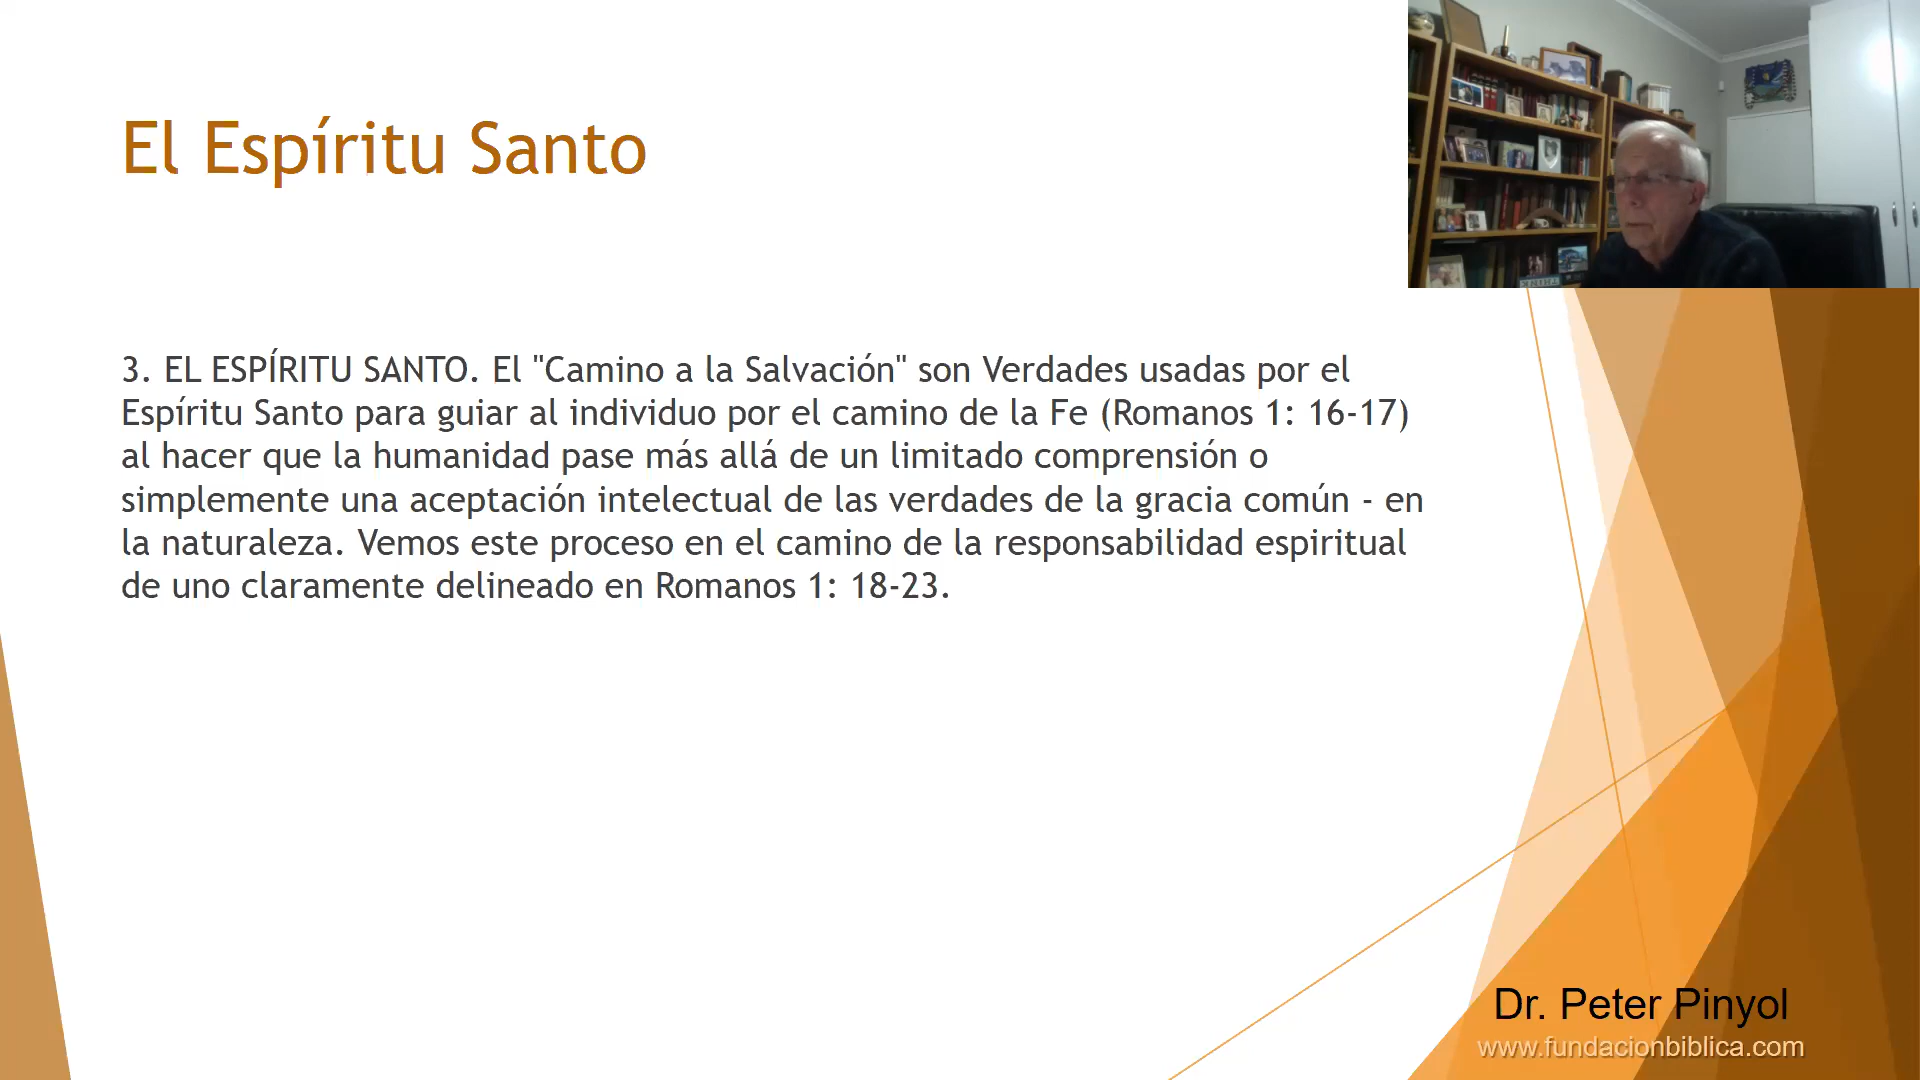 El Espíritu Santo
3. EL ESPÍRITU SANTO. El "Camino a la Salvación" son Verdades usadas por el
Espíritu Santo para guiar al individuo por el camino de la Fe (Romanos 1: 16-17)
al hacer que la humanidad pase más allá de un limitado comprensión o
simplemente una aceptación intelectual de las verdades de la gracia común - en
la naturaleza. Vemos este proceso en el camino de la responsabilidad espiritual
de uno claramente delineado en Romanos 1: 18-23.
Dr. Peter Pinyol
www.fundacionbiblica.com